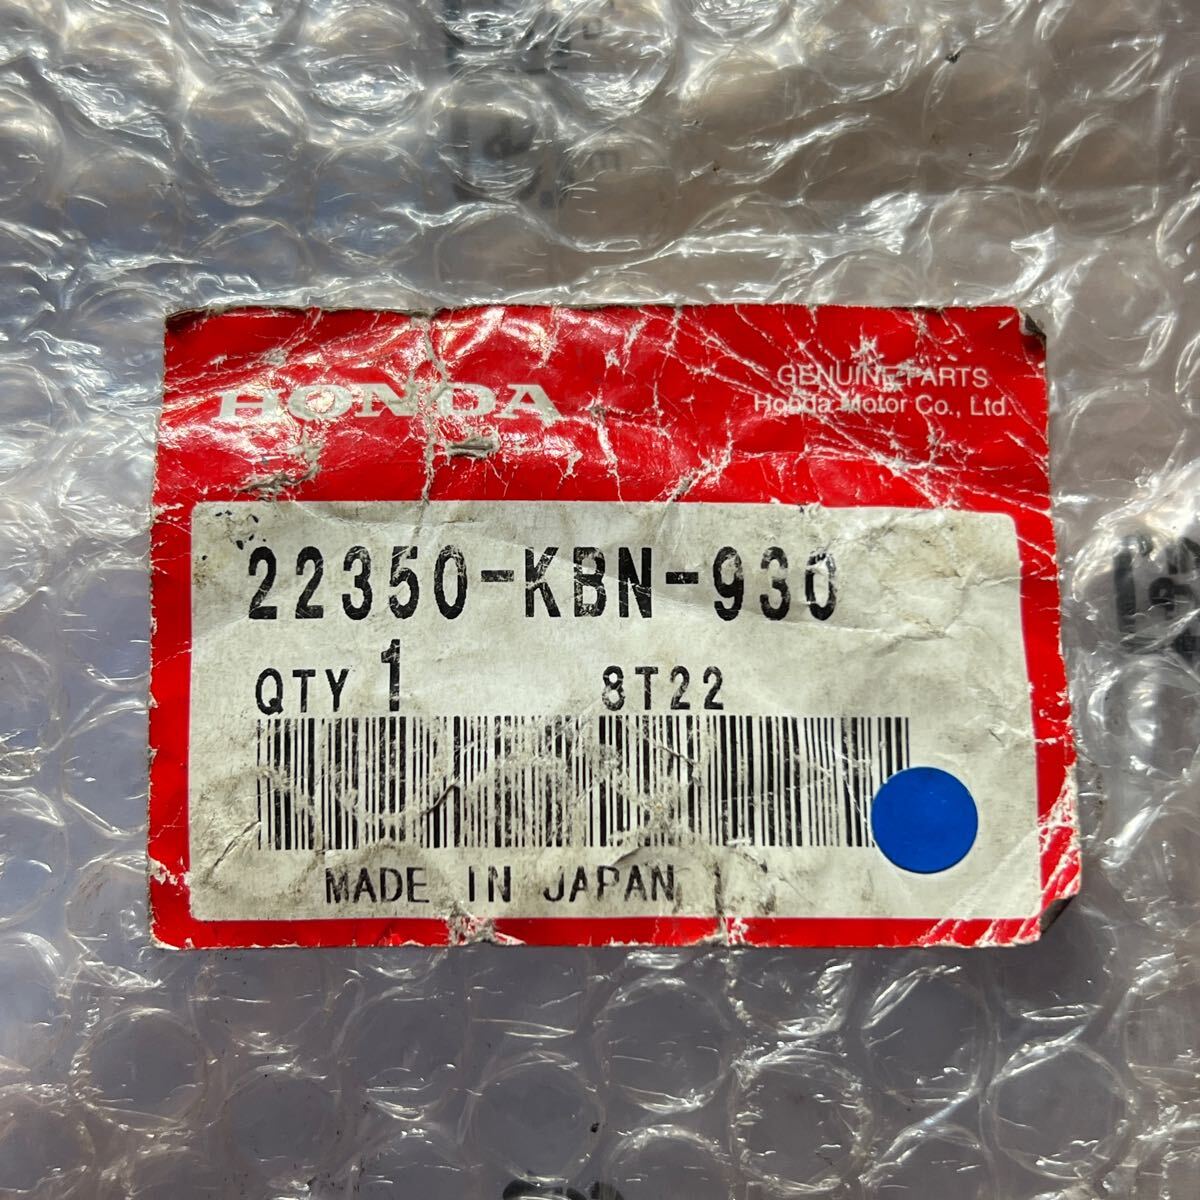 HONDA
GENUINE PARTS
Honda Motor Co., Ltd.
22350-KBN-930
QTY 1 8T22
MADE IN JAPAN